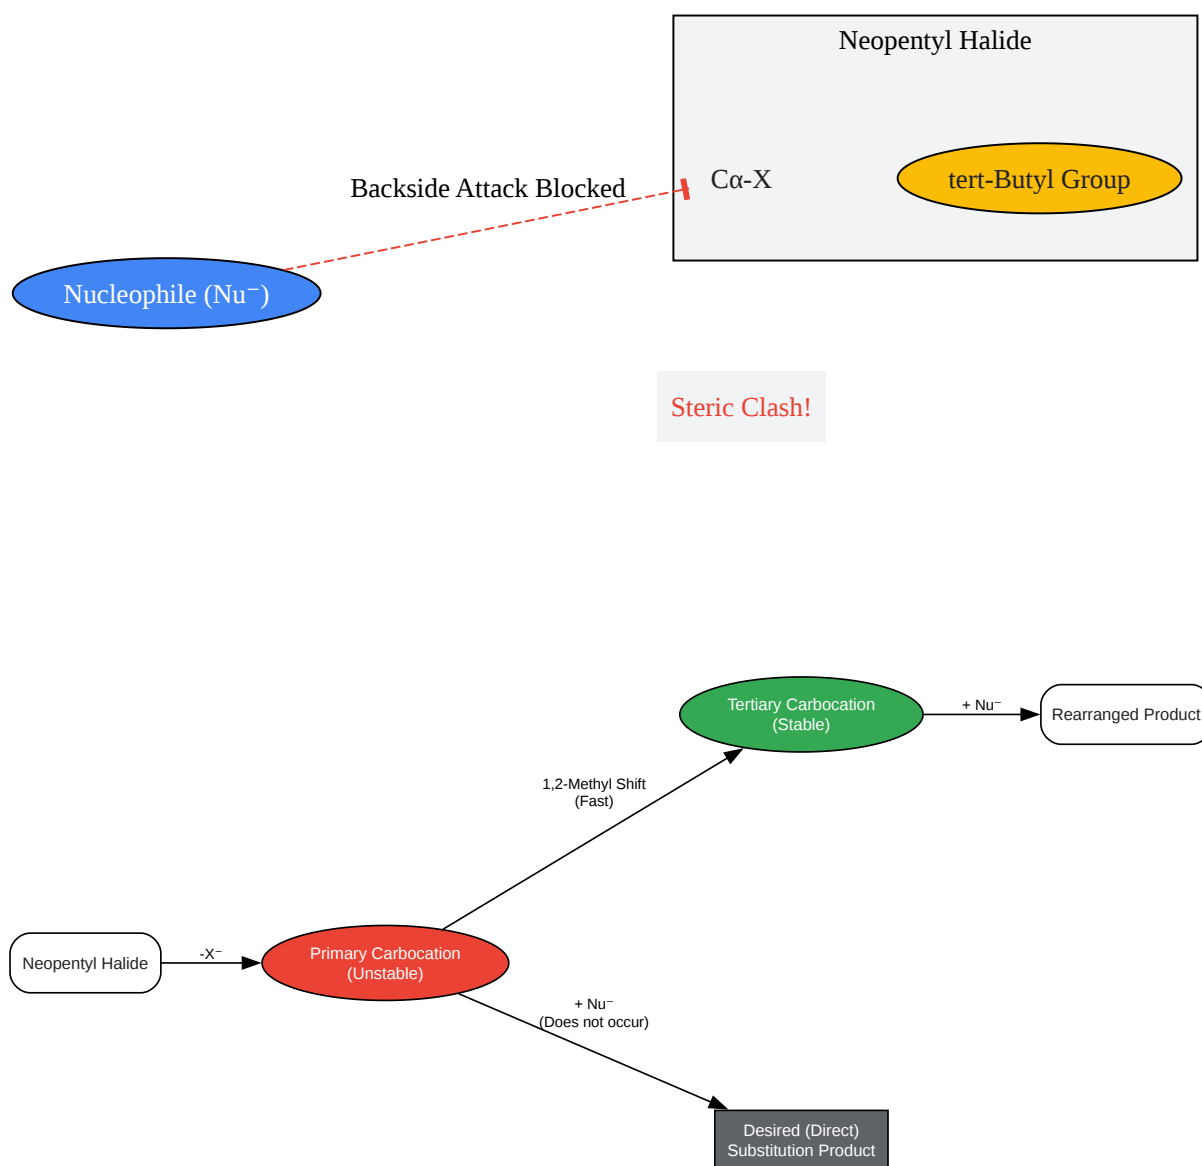 Neopentyl Halide
Cα-X
tert-Butyl Group
Backside Attack Blocked
Nucleophile (Nu⁻)
Steric Clash!
Tertiary Carbocation
(Stable)
+ Nu⁻
Rearranged Product
1,2-Methyl Shift
(Fast)
Neopentyl Halide
-X⁻
Primary Carbocation
(Unstable)
+ Nu⁻
(Does not occur)
Desired (Direct)
Substitution Product